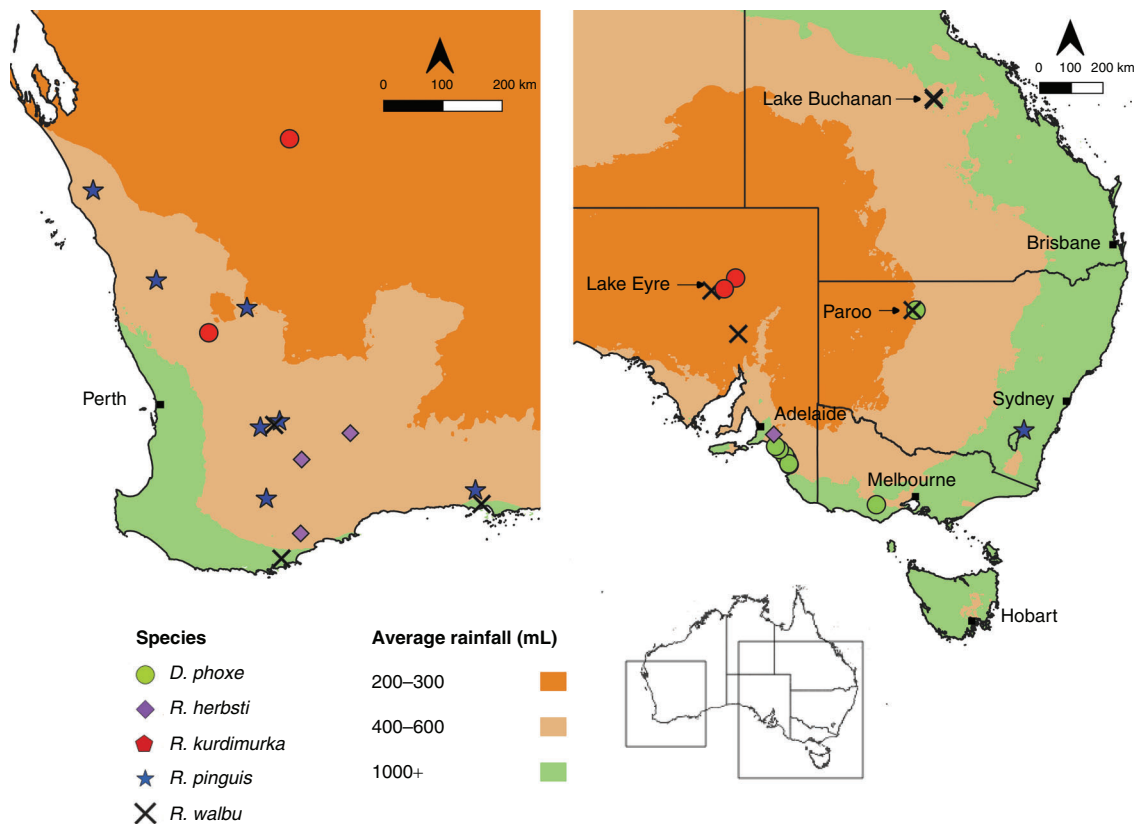 0 100 200 km
Perth
0 100 200 km
Lake Buchanan
Brisbane
Lake Eyre
Paroo
Sydney
Adelaide
Melbourne
Hobart
Species
D. phoxe
R. herbsti
R. kurdimurka
R. pinguis
R. walbu
Average rainfall (mL)
200–300
400–600
1000+